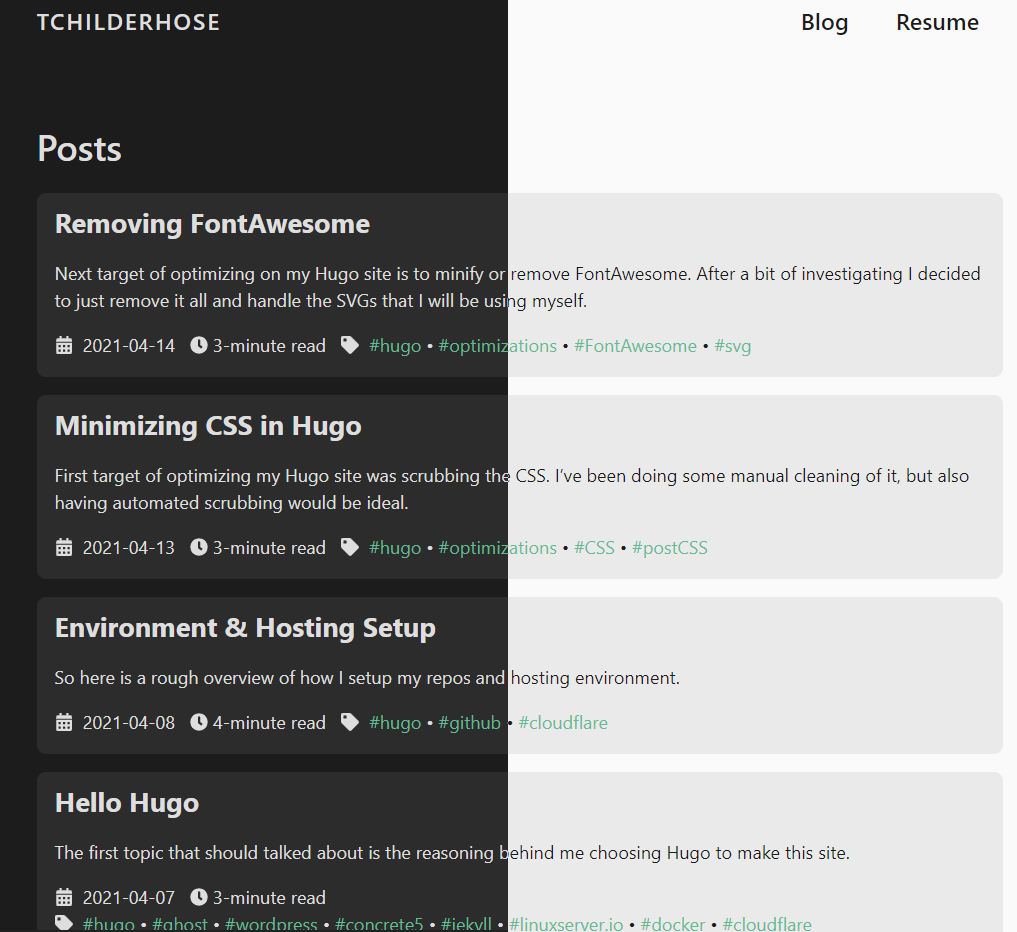 TCHILDERHOSE Blog Resume
Posts
Removing FontAwesome
Next target of optimizing on my Hugo site is to minify or remove FontAwesome. After a bit of investigating I decided
to just remove it all and handle the SVGs that I will be using myself.
2021-04-14 3-minute read #hugo • #optimizations • #FontAwesome • #svg
Minimizing CSS in Hugo
First target of optimizing my Hugo site was scrubbing the CSS. I've been doing some manual cleaning of it, but also
having automated scrubbing would be ideal.
2021-04-13 3-minute read #hugo • #optimizations • #CSS • #postCSS
Environment & Hosting Setup
So here is a rough overview of how I setup my repos and hosting environment.
2021-04-08 4-minute read #hugo • #github • #cloudflare
Hello Hugo
The first topic that should talked about is the reasoning behind me choosing Hugo to make this site.
2021-04-07 3-minute read
#hugo • #ghost • #wordpress • #concrete5 • #jekyll • #linuxserver.io • #docker • #cloudflare